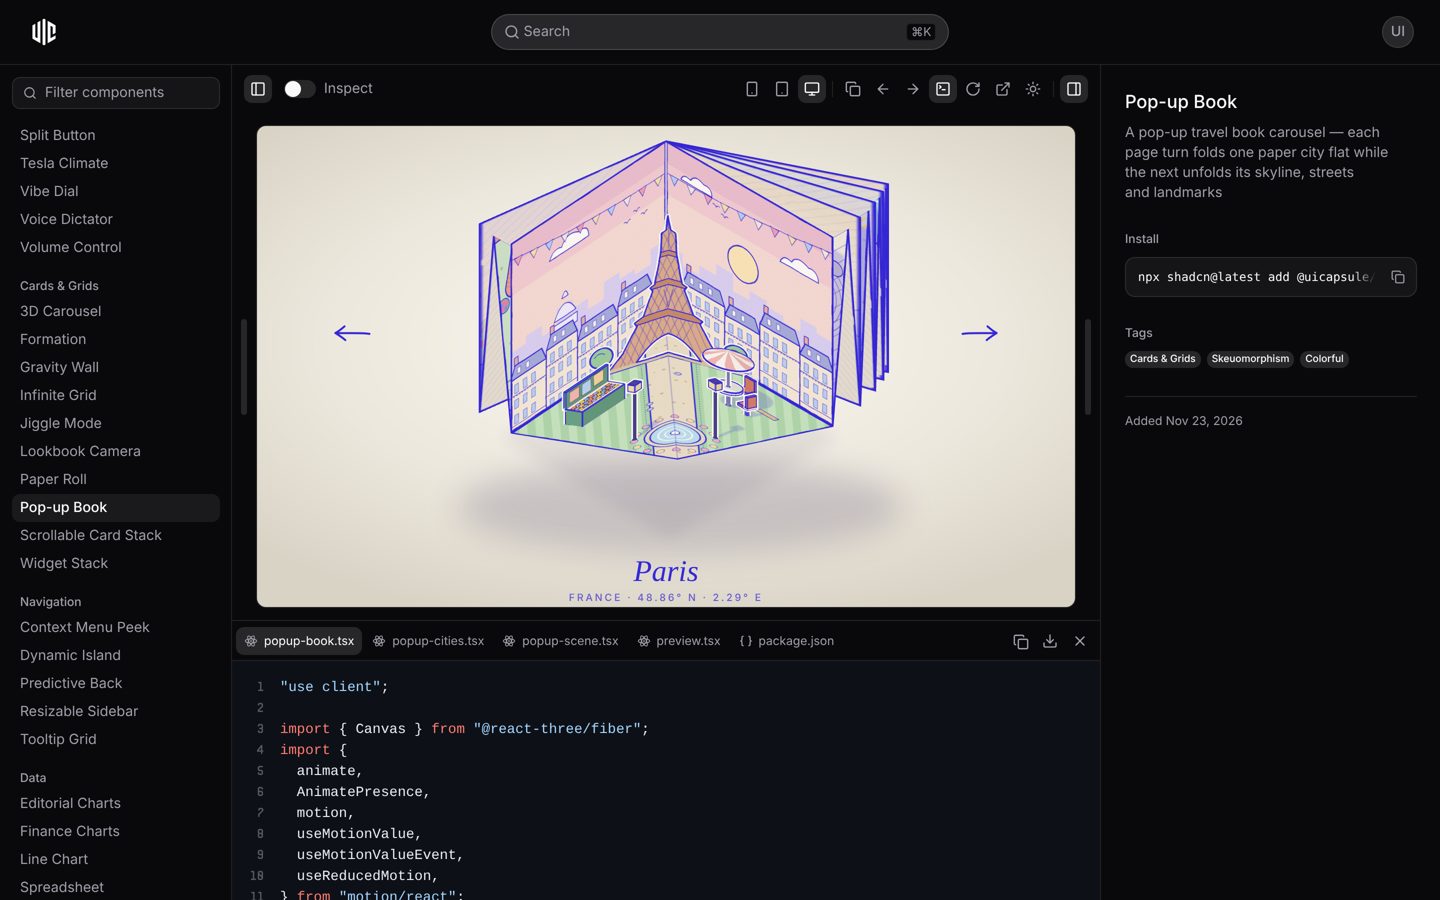 Search
⌘K
UI
Filter components
Split Button
Tesla Climate
Vibe Dial
Voice Dictator
Volume Control
Cards & Grids
3D Carousel
Formation
Gravity Wall
Infinite Grid
Jiggle Mode
Lookbook Camera
Paper Roll
Pop-up Book
Scrollable Card Stack
Widget Stack
Navigation
Context Menu Peek
Dynamic Island
Predictive Back
Resizable Sidebar
Tooltip Grid
Data
Editorial Charts
Finance Charts
Line Chart
Spreadsheet
Inspect
Paris
FRANCE · 48.86° N · 2.29° E
popup-book.tsx
popup-cities.tsx
popup-scene.tsx
preview.tsx
{ } package.json
1 "use client";
2
3 import { Canvas } from "@react-three/fiber";
4 import {
5 animate,
6 AnimatePresence,
7 motion,
8 useMotionValue,
9 useMotionValueEvent,
10 useReducedMotion,
11 } from "motion/react";
Pop-up Book
A pop-up travel book carousel — each
page turn folds one paper city flat while
the next unfolds its skyline, streets
and landmarks
Install
npx shadcn@latest add @uicapsule/
Tags
Cards & Grids
Skeuomorphism
Colorful
Added Nov 23, 2026